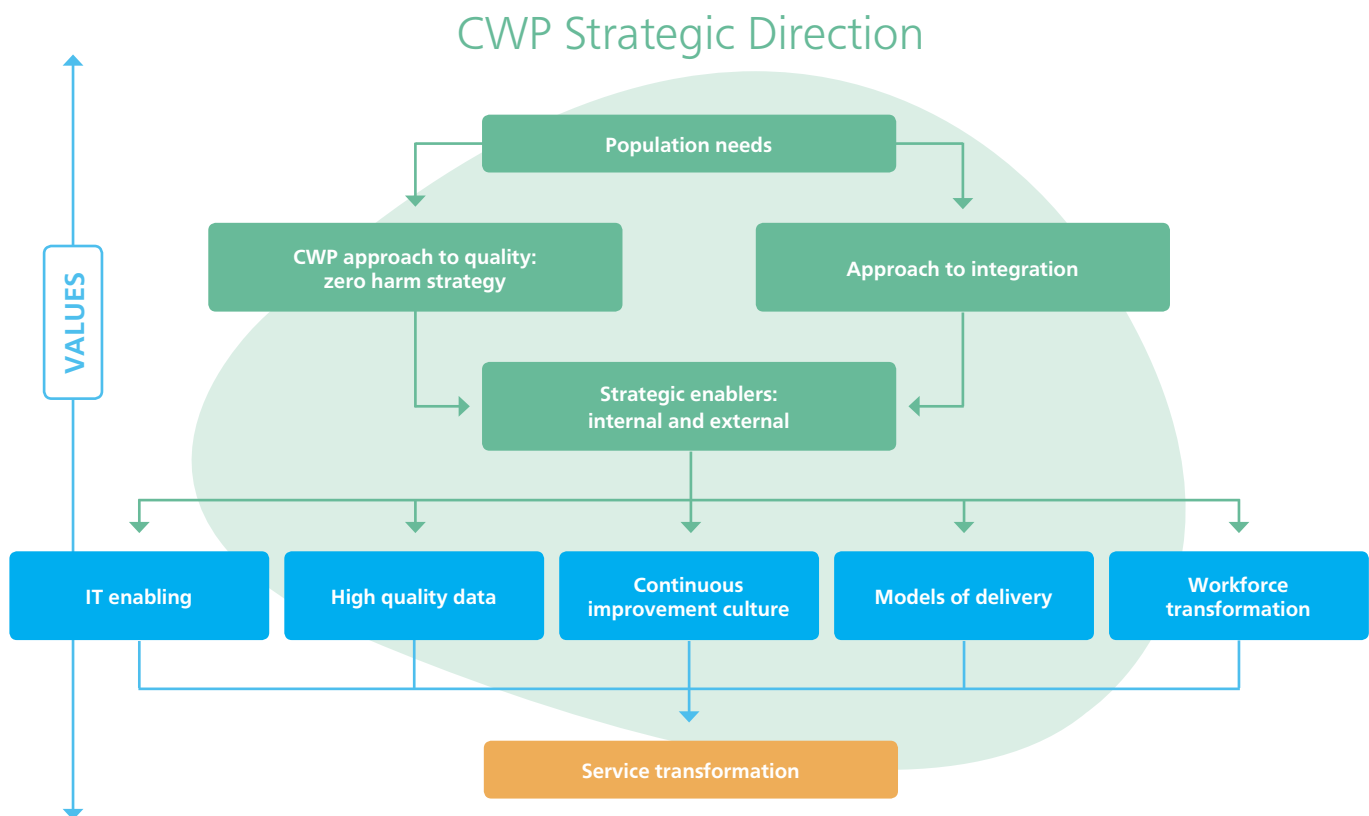 CWP Strategic Direction
Population needs
CWP approach to quality:
zero harm strategy
Approach to integration
VALUES
Strategic enablers:
internal and external
IT enabling
High quality data
Continuous
improvement culture
Models of delivery
Workforce
transformation
Service transformation